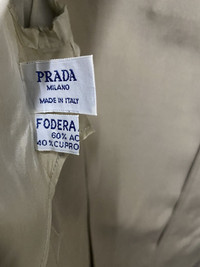 PRADA
MILANO
MADE IN ITALY
FODERA.
60% AC
40% CUPRO